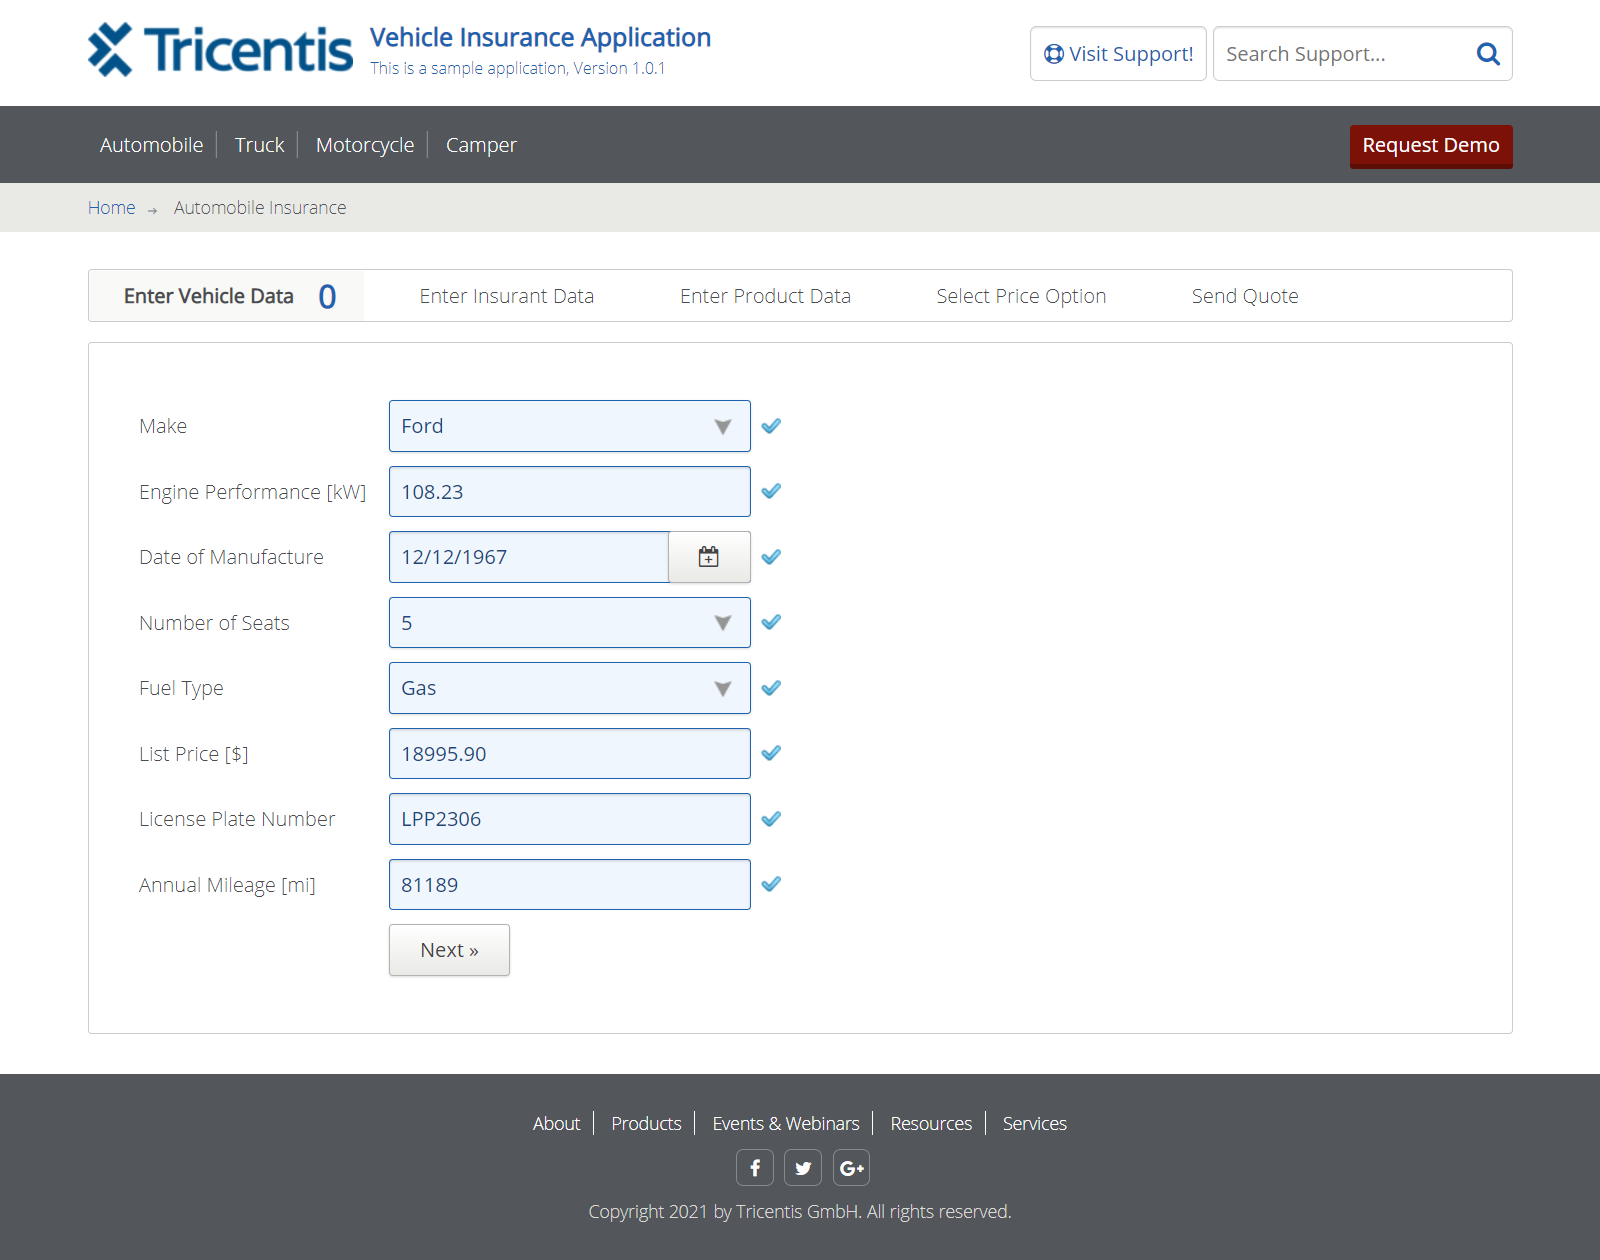 Tricentis
Vehicle Insurance Application
This is a sample application, Version 1.0.1
Visit Support!
Search Support...
Automobile
Truck
Motorcycle
Camper
Request Demo
Home → Automobile Insurance
Enter Vehicle Data 0
Enter Insurant Data
Enter Product Data
Select Price Option
Send Quote
Make
Ford
Engine Performance [kW]
108.23
Date of Manufacture
12/12/1967
Number of Seats
5
Fuel Type
Gas
List Price [$]
18995.90
License Plate Number
LPP2306
Annual Mileage [mi]
81189
Next »
About
Products
Events & Webinars
Resources
Services
f
G+
Copyright 2021 by Tricentis GmbH. All rights reserved.